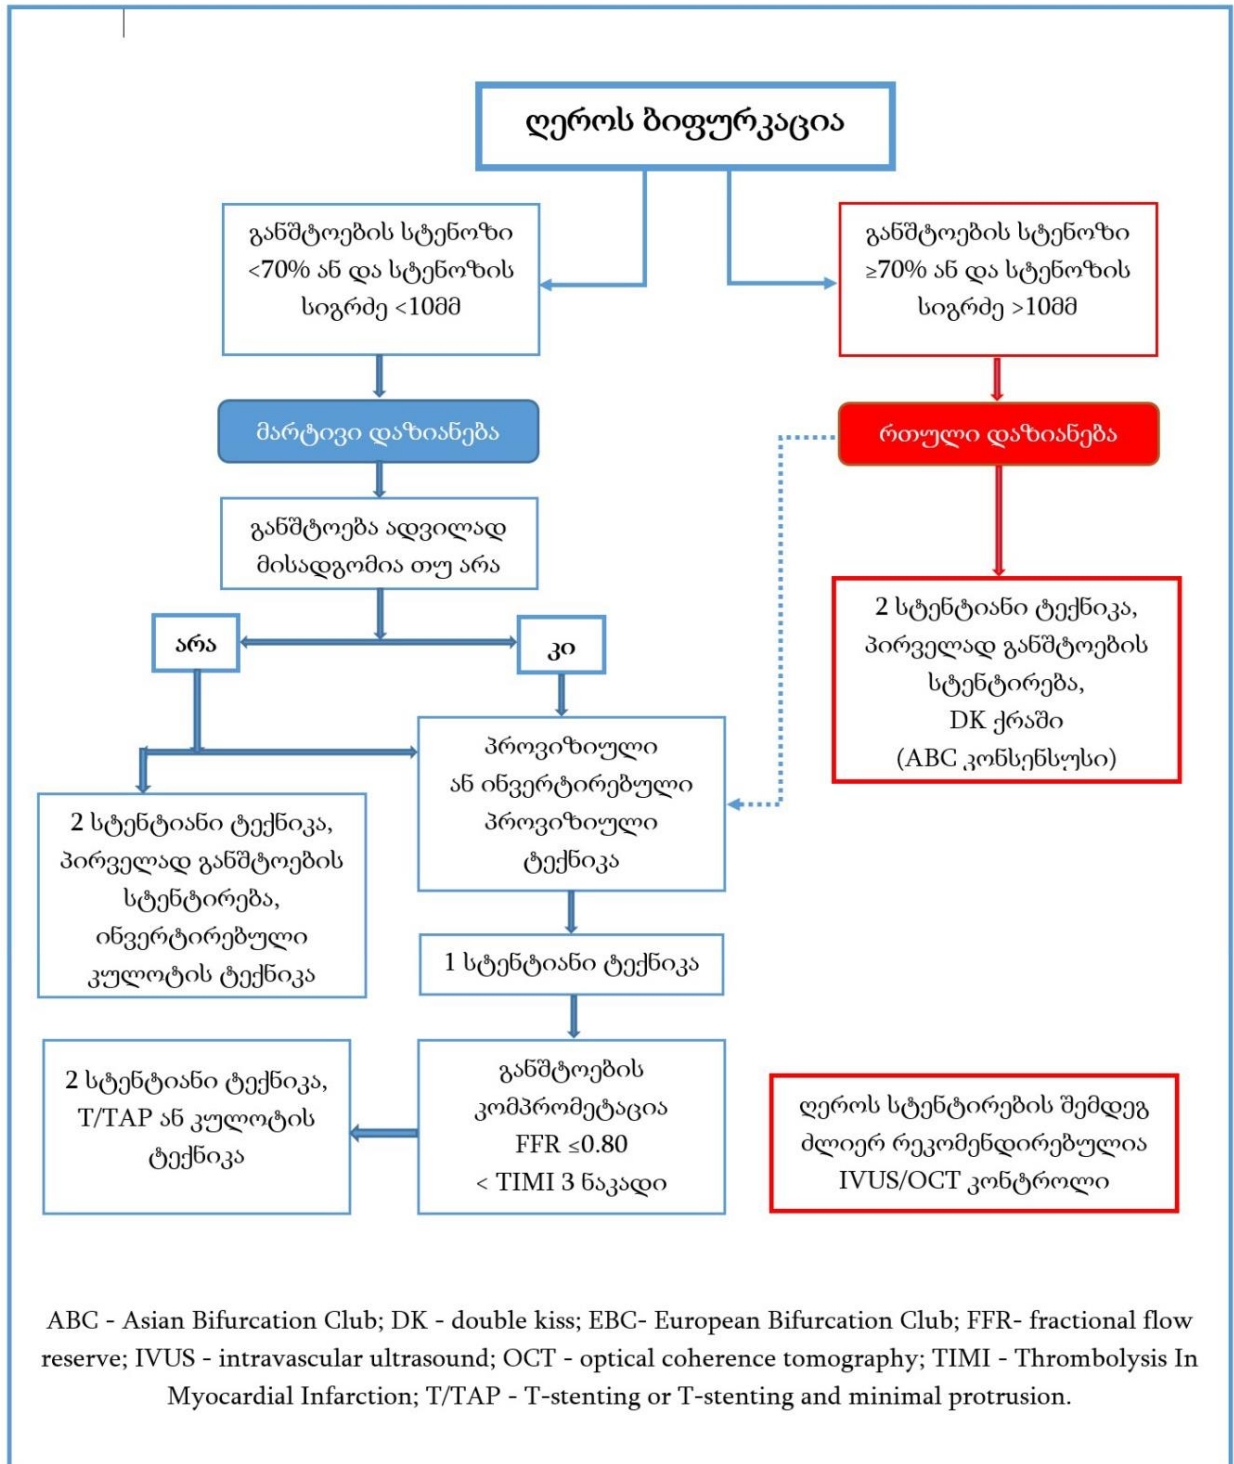 ღეროს ბიფურკაცია
განშტოების სტენოზი
<70% ან და სტენოზის
სიგრძე <10მმ
განშტოების სტენოზი
≥70% ან და სტენოზის
სიგრძე >10მმ
მარტივი დაზიანება
რთული დაზიანება
განშტოება ადვილად
მისადგომია თუ არა
არა
კი
2 სტენტიანი ტექნიკა,
პირველად განშტოების
სტენტირება,
DK ქრაში
(ABC კონსენსუსი)
პროვიზიული
ან ინვერტირებული
პროვიზიული
ტექნიკა
2 სტენტიანი ტექნიკა,
პირველად განშტოების
სტენტირება,
ინვერტირებული
კულოტის ტექნიკა
1 სტენტიანი ტექნიკა
განშტოების
კომპრომეტაცია
FFR ≤0.80
< TIMI 3 ნაკადი
2 სტენტიანი ტექნიკა,
T/TAP ან კულოტის
ტექნიკა
ღეროს სტენტირების შემდეგ
ძლიერ რეკომენდირებულია
IVUS/OCT კონტროლი
ABC - Asian Bifurcation Club; DK - double kiss; EBC- European Bifurcation Club; FFR- fractional flow
reserve; IVUS - intravascular ultrasound; OCT - optical coherence tomography; TIMI - Thrombolysis In
Myocardial Infarction; T/TAP - T-stenting or T-stenting and minimal protrusion.